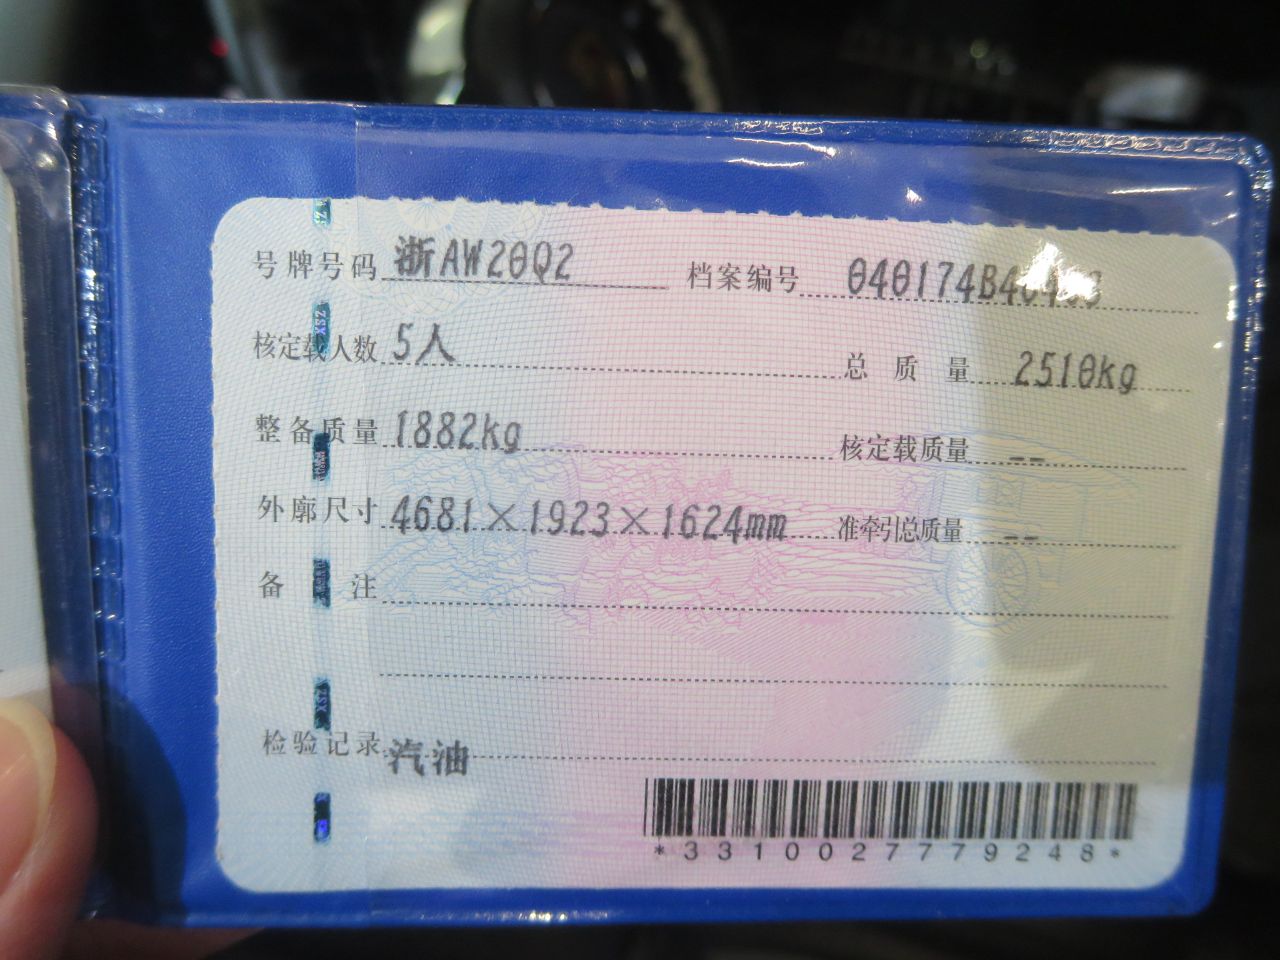 号牌号码 浙AW20Q2 档案编号
核定载人数 5人 总质量 2510kg
整备质量 1882kg 核定载质量 --
外廓尺寸 4681×1923×1624mm 准牵引总质量 --
备注
检验记录 汽油
*3310027779248*